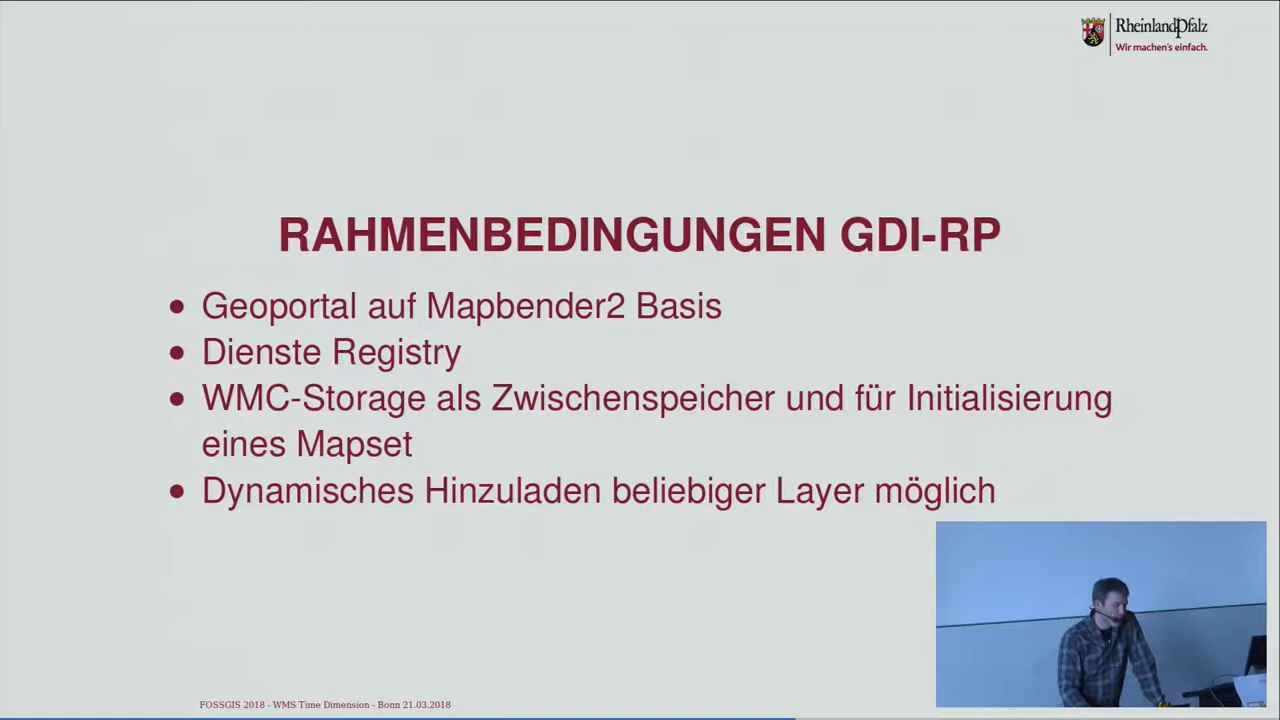 RheinlandPfalz
Wir machen's einfach.
RAHMENBEDINGUNGEN GDI-RP
• Geoportal auf Mapbender2 Basis
• Dienste Registry
• WMC-Storage als Zwischenspeicher und für Initialisierung
eines Mapset
• Dynamisches Hinzuladen beliebiger Layer möglich
FOSSGIS 2018 - WMS Time Dimension - Bonn 21.03.2018